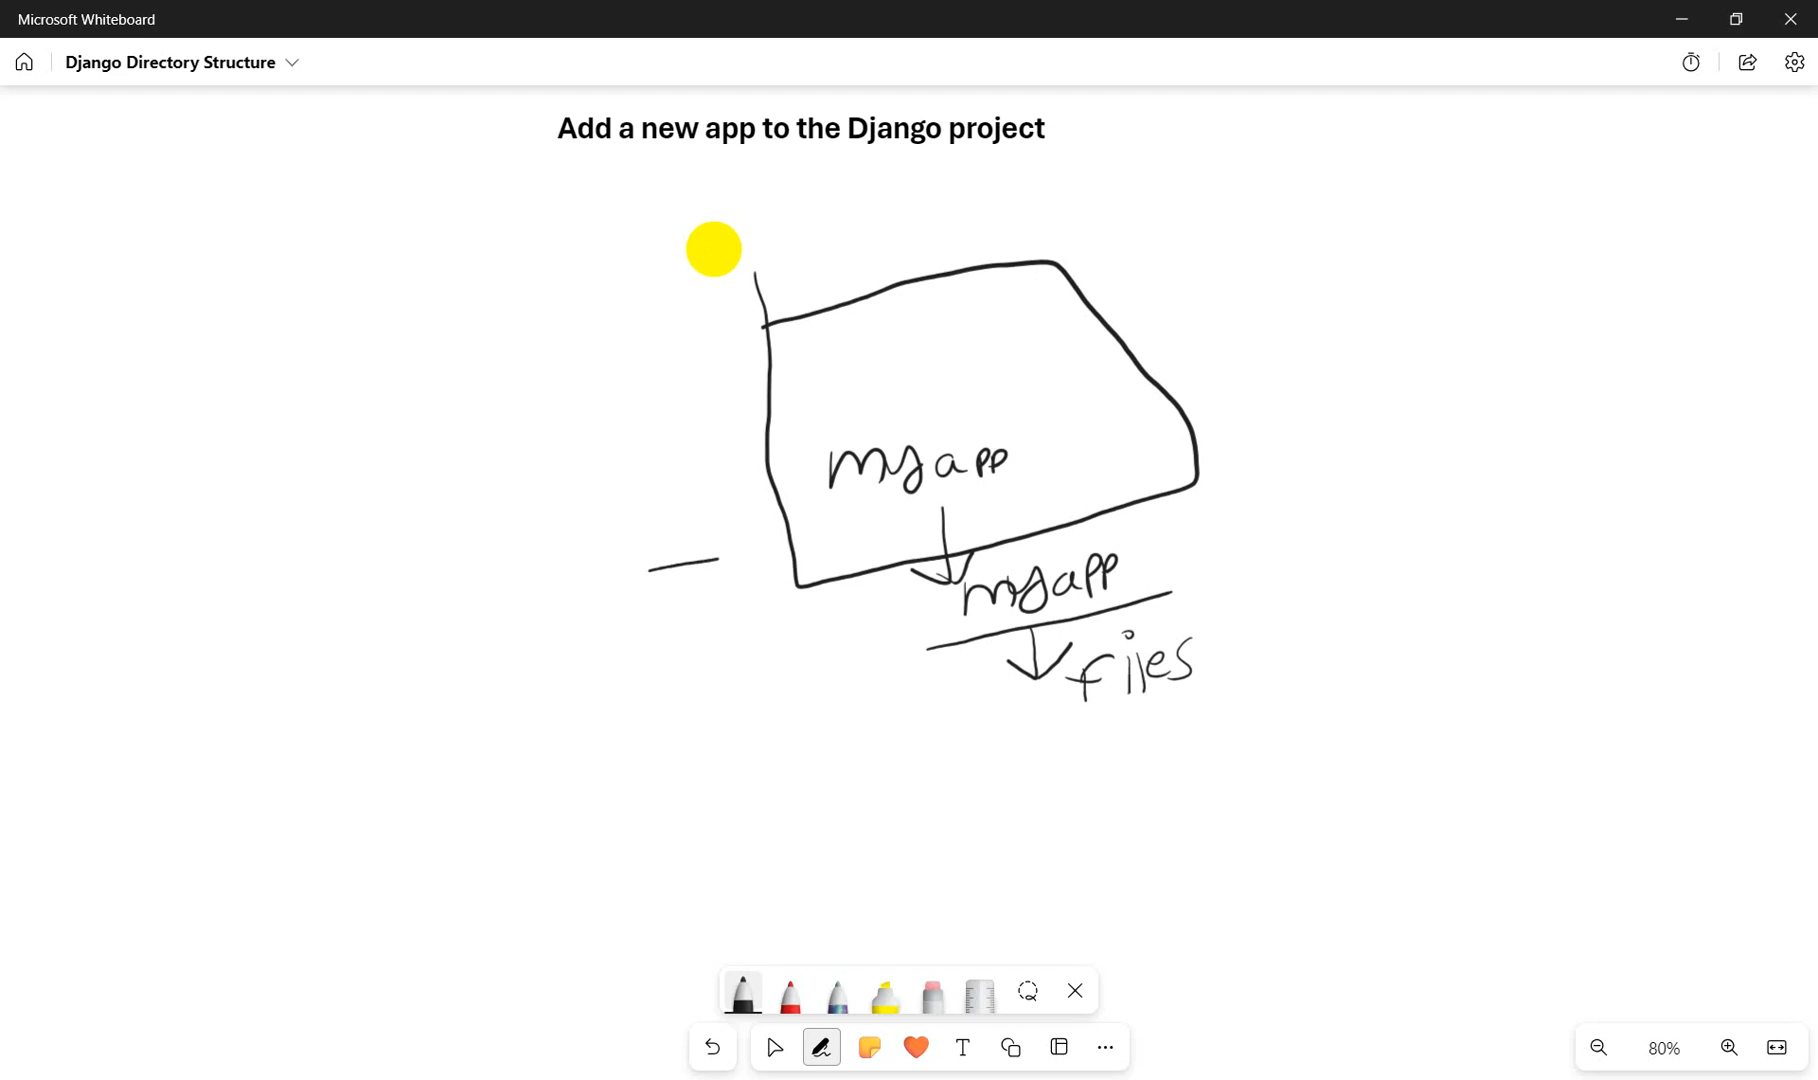 Microsoft Whiteboard
Django Directory Structure
Add a new app to the Django project
myapp
myapp
files
80%